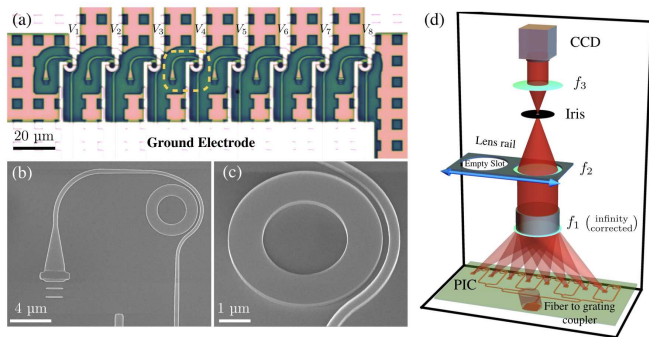 (a)
V1 V2 V3 V4 V5 V6 V7 V8
20 µm
Ground Electrode
(b)
4 µm
(c)
1 µm
(d)
CCD
f3
Iris
Lens rail
Empty Slot
f2
f1 (infinity
corrected)
PIC
Fiber to grating
coupler